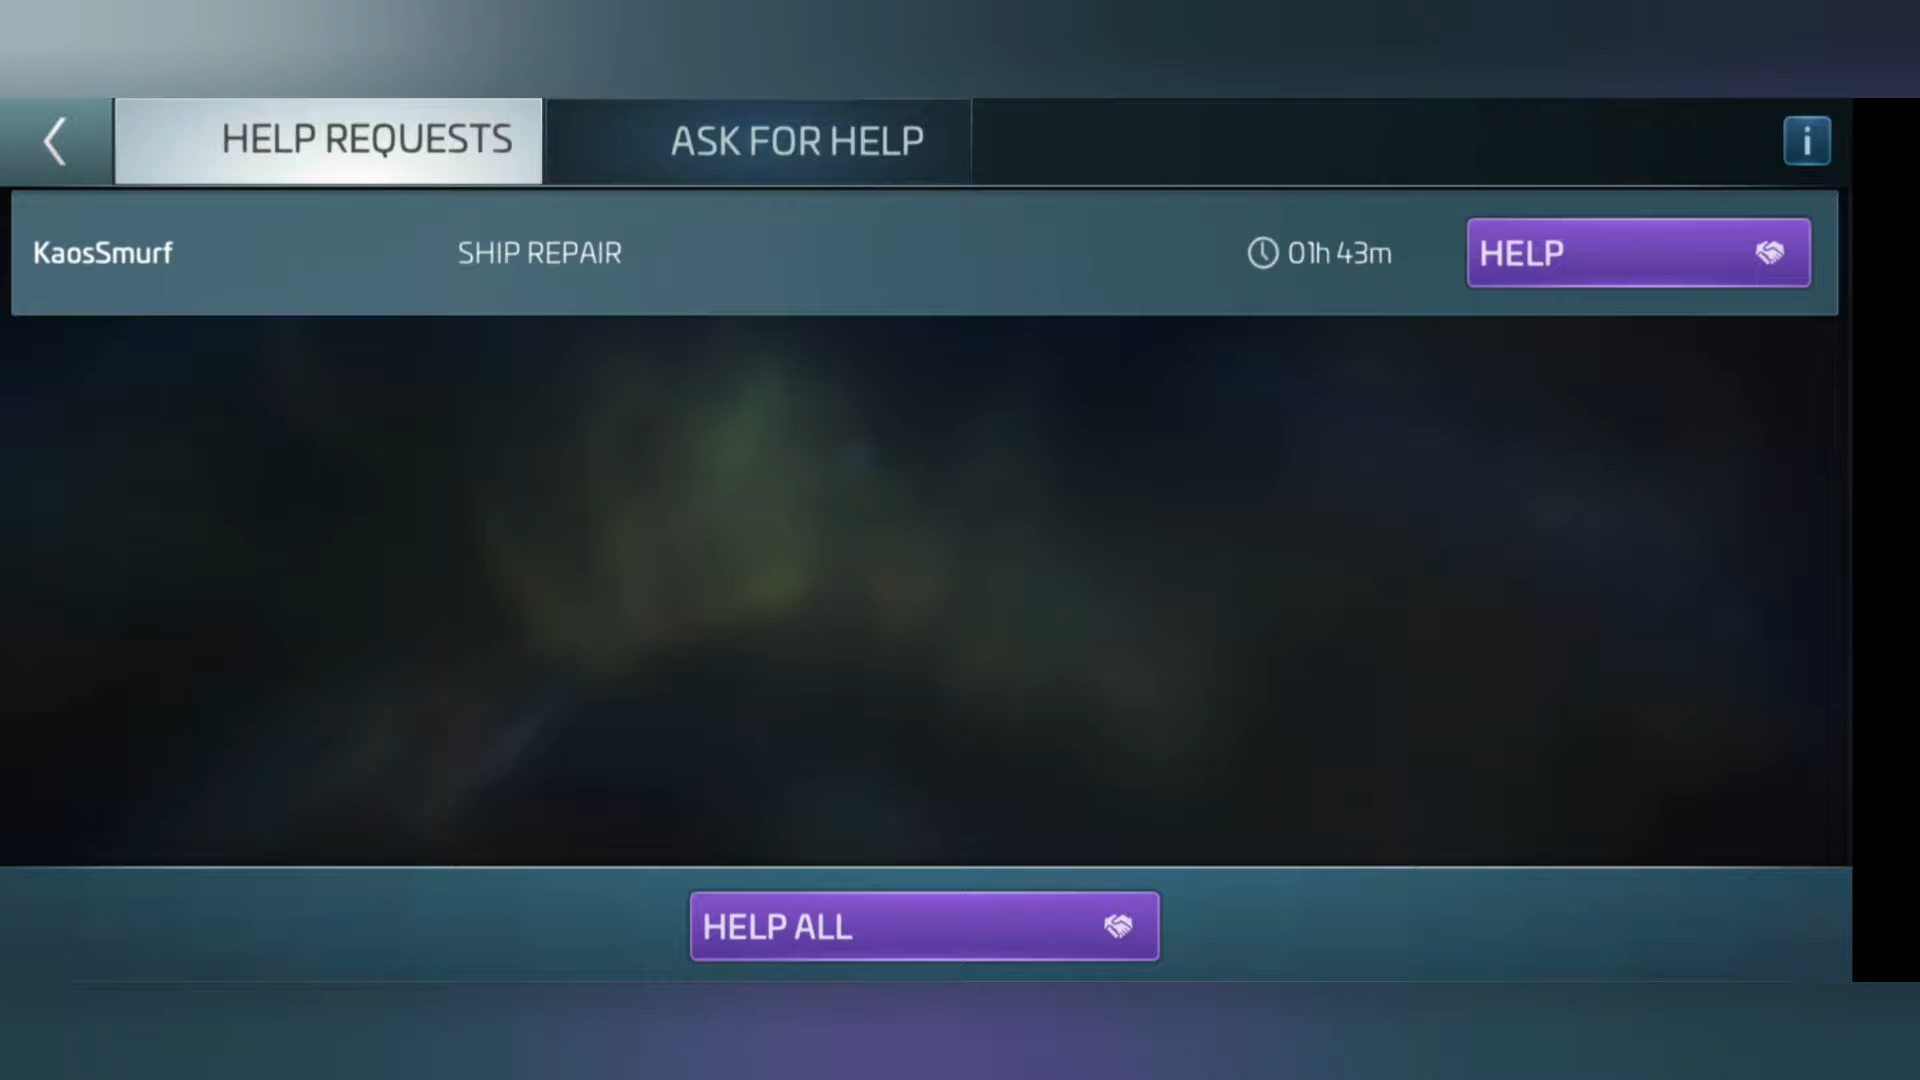 HELP REQUESTS
ASK FOR HELP
i
KaosSmurf
SHIP REPAIR
01h 43m
HELP
HELP ALL